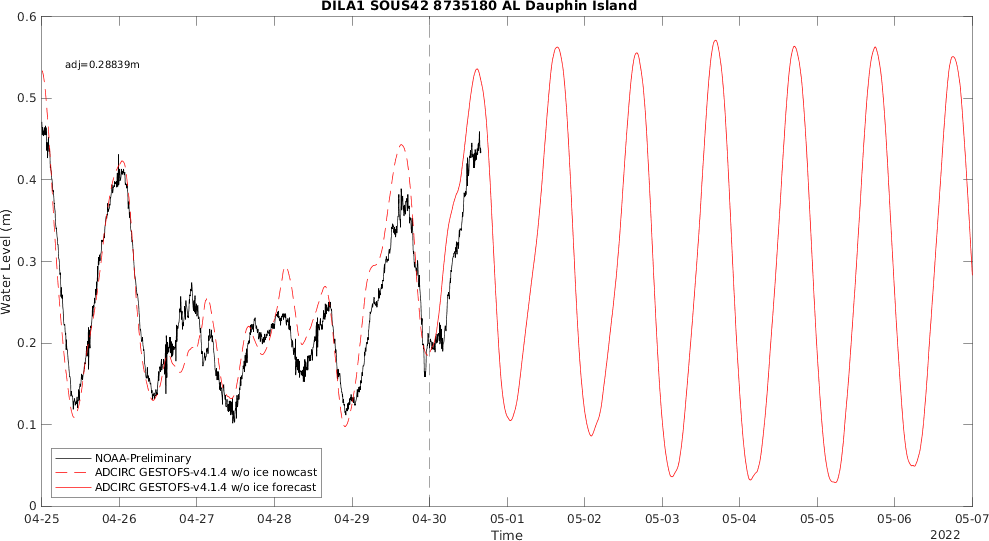 DILA1 SOUS42 8735180 AL Dauphin Island
adj=0.28839m
Water Level (m)
0.6
0.5
0.4
0.3
0.2
0.1
0
NOAA-Preliminary
ADCIRC GESTOFS-v4.1.4 w/o ice nowcast
ADCIRC GESTOFS-v4.1.4 w/o ice forecast
04-25 04-26 04-27 04-28 04-29 04-30 05-01 05-02 05-03 05-04 05-05 05-06 05-07
Time
2022